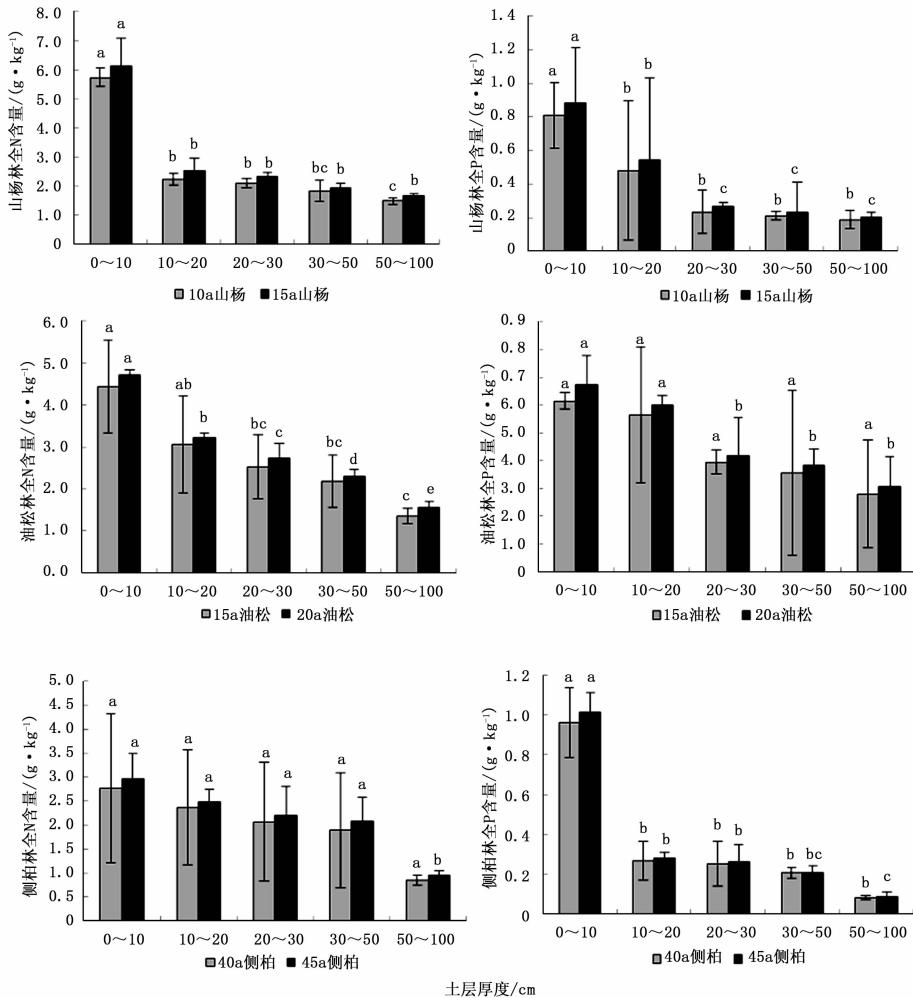 山杨林全N含量/(g·kg⁻¹)
8.0
7.0
6.0
5.0
4.0
3.0
2.0
1.0
0
a a
b b
b b
bc b
c b
0～10 10～20 20～30 30～50 50～100
10a山杨 15a山杨
山杨林全P含量/(g·kg⁻¹)
1.4
1.2
1.0
0.8
0.6
0.4
0.2
0
a a
b b
b c
b c
b c
0～10 10～20 20～30 30～50 50～100
10a山杨 15a山杨
油松林全N含量/(g·kg⁻¹)
6.0
5.0
4.0
3.0
2.0
1.0
0.0
a a
ab b
bc c
bc d
c e
0～10 10～20 20～30 30～50 50～100
15a油松 20a油松
油松林全P含量/(g·kg⁻¹)
0.9
0.8
0.7
6.0
5.0
4.0
3.0
2.0
1.0
0.0
a a
a a
a b
a b
a b
0～10 10～20 20～30 30～50 50～100
15a油松 20a油松
侧柏林全N含量/(g·kg⁻¹)
5.0
4.5
4.0
3.5
3.0
2.5
2.0
1.5
1.0
0.5
0
a a
a a
a a
a a
a b
0～10 10～20 20～30 30～50 50～100
40a侧柏 45a侧柏
侧柏林全P含量/(g·kg⁻¹)
1.2
1.0
0.8
0.6
0.4
0.2
0
a a
b b
b b
b bc
b c
0～10 10～20 20～30 30～50 50～100
40a侧柏 45a侧柏
土层厚度/cm